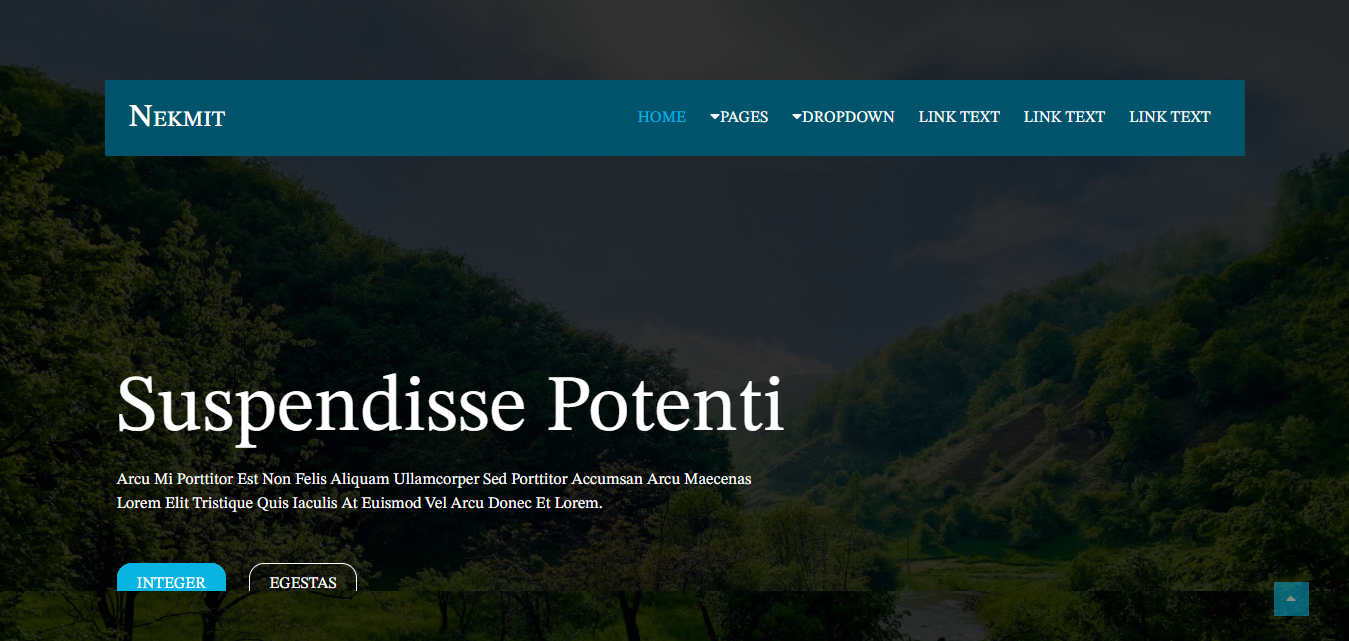 Nekmit
HOME PAGES DROPDOWN LINK TEXT LINK TEXT LINK TEXT
Suspendisse Potenti
Arcu Mi Porttitor Est Non Felis Aliquam Ullamcorper Sed Porttitor Accumsan Arcu Maecenas
Lorem Elit Tristique Quis Iaculis At Euismod Vel Arcu Donec Et Lorem.
INTEGER EGESTAS